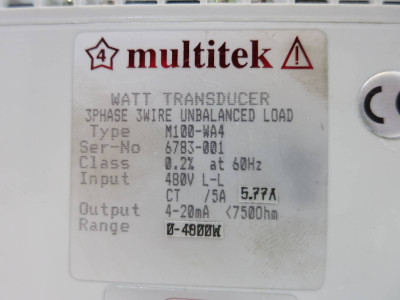 4 multitek
WATT TRANSDUCER
3PHASE 3WIRE UNBALANCED LOAD
Type M100-WA4
Ser-No 6783-001
Class 0.2% at 60Hz
Input 480V L-L
CT /5A 5.77A
Output 4-20mA <750Ohm
Range 0-4800W
CE